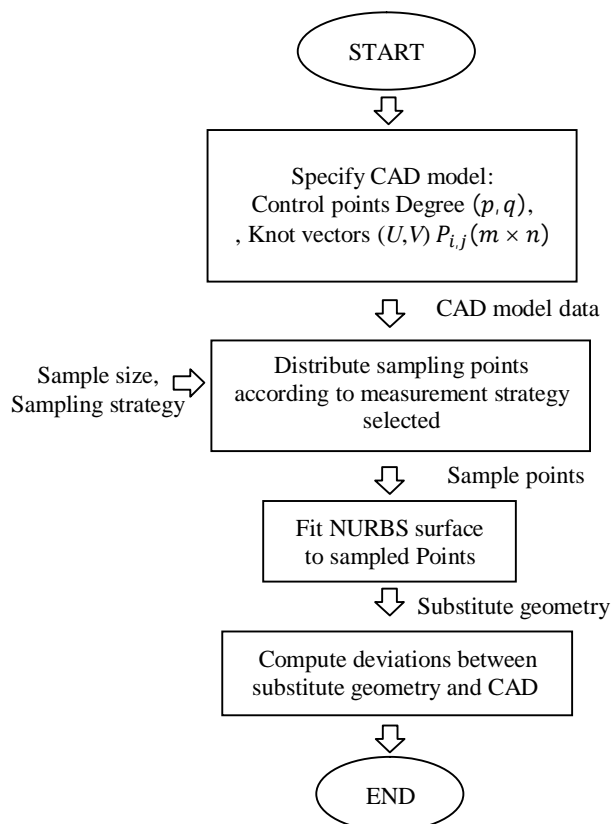 START
Specify CAD model:
Control points Degree (p, q),
, Knot vectors (U,V) P_{i,j}(m × n)
CAD model data
Sample size,
Sampling strategy
Distribute sampling points
according to measurement strategy
selected
Sample points
Fit NURBS surface
to sampled Points
Substitute geometry
Compute deviations between
substitute geometry and CAD
END